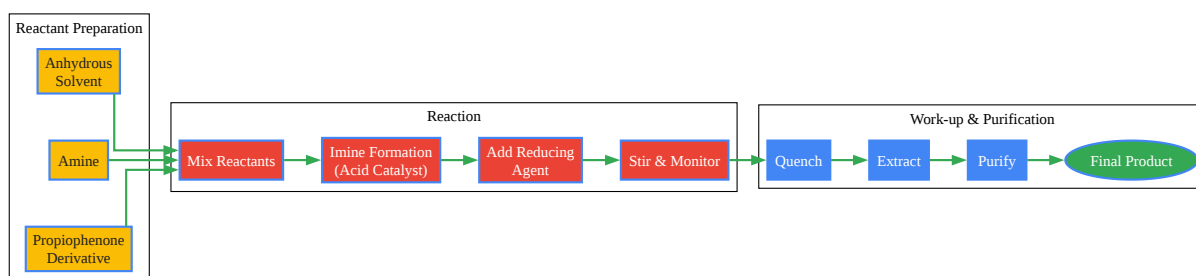 Reactant Preparation
Anhydrous
Solvent
Amine
Propiophenone
Derivative
Reaction
Mix Reactants
Imine Formation
(Acid Catalyst)
Add Reducing
Agent
Stir & Monitor
Work-up & Purification
Quench
Extract
Purify
Final Product